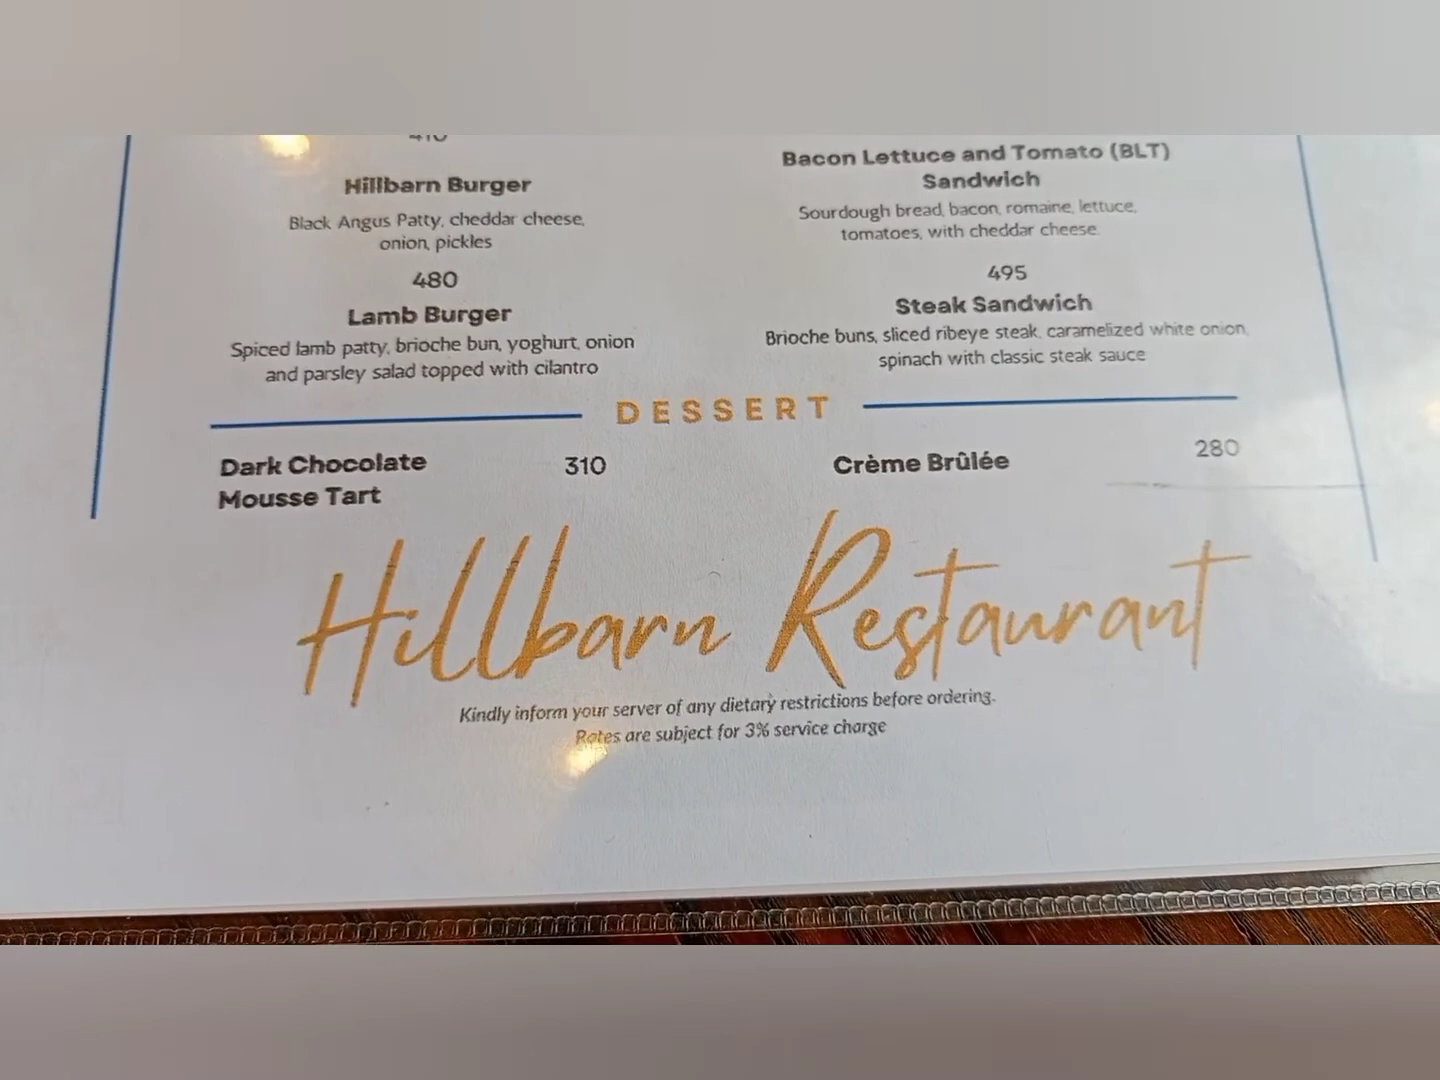 Hillbarn Burger
Black Angus Patty, cheddar cheese,
onion, pickles
480
Lamb Burger
Spiced lamb patty, brioche bun, yoghurt, onion
and parsley salad topped with cilantro
Bacon Lettuce and Tomato (BLT)
Sandwich
Sourdough bread, bacon, romaine, lettuce,
tomatoes, with cheddar cheese.
495
Steak Sandwich
Brioche buns, sliced ribeye steak, caramelized white onion,
spinach with classic steak sauce
DESSERT
Dark Chocolate 310
Mousse Tart
Crème Brûlée 280
Hillbarn Restaurant
Kindly inform your server of any dietary restrictions before ordering.
Rates are subject for 3% service charge